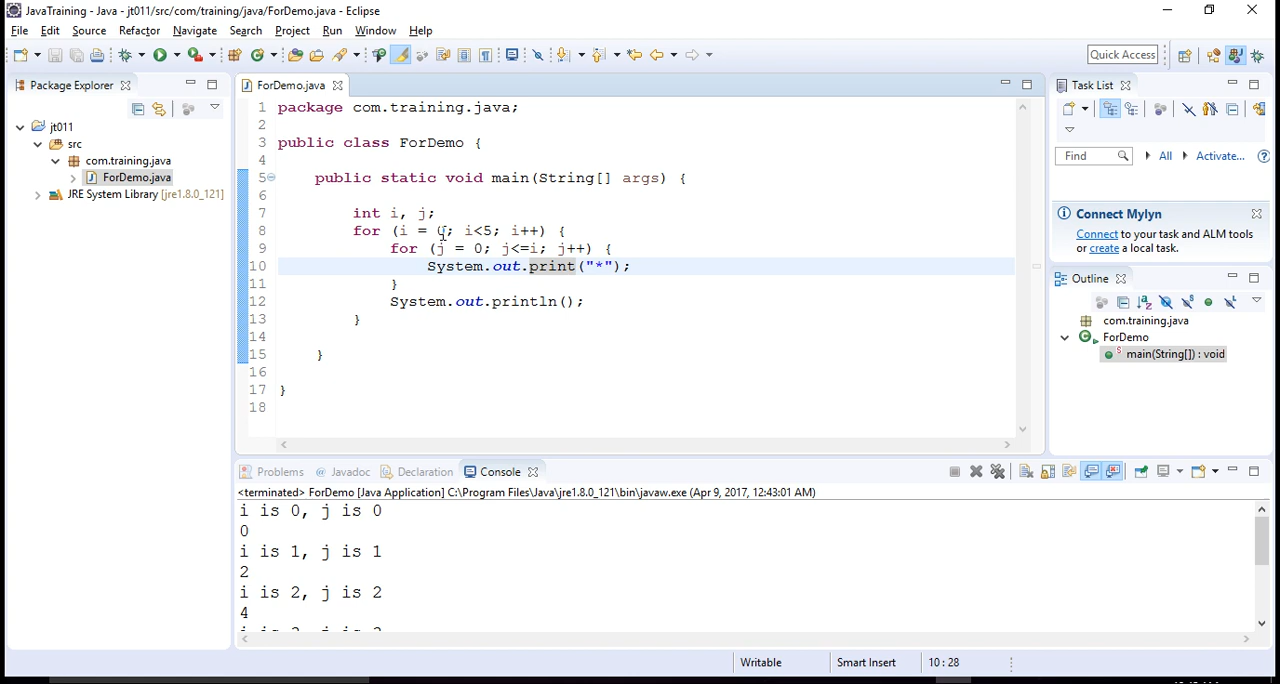 JavaTraining - Java - jt011/src/com/training/java/ForDemo.java - Eclipse
File Edit Source Refactor Navigate Search Project Run Window Help
Quick Access
Package Explorer
jt011
src
com.training.java
ForDemo.java
JRE System Library [jre1.8.0_121]
ForDemo.java
1 package com.training.java;
2
3 public class ForDemo {
4
5 public static void main(String[] args) {
6
7 int i, j;
8 for (i = 0; i<5; i++) {
9 for (j = 0; j<=i; j++) {
10 System.out.print("*");
11 }
12 System.out.println();
13 }
14
15 }
16
17 }
18
Task List
Find All Activate...
Connect Mylyn
Connect to your task and ALM tools
or create a local task.
Outline
com.training.java
ForDemo
main(String[]) : void
Problems @ Javadoc Declaration Console
<terminated> ForDemo [Java Application] C:\Program Files\Java\jre1.8.0_121\bin\javaw.exe (Apr 9, 2017, 12:43:01 AM)
i is 0, j is 0
0
i is 1, j is 1
2
i is 2, j is 2
4
Writable Smart Insert 10 : 28